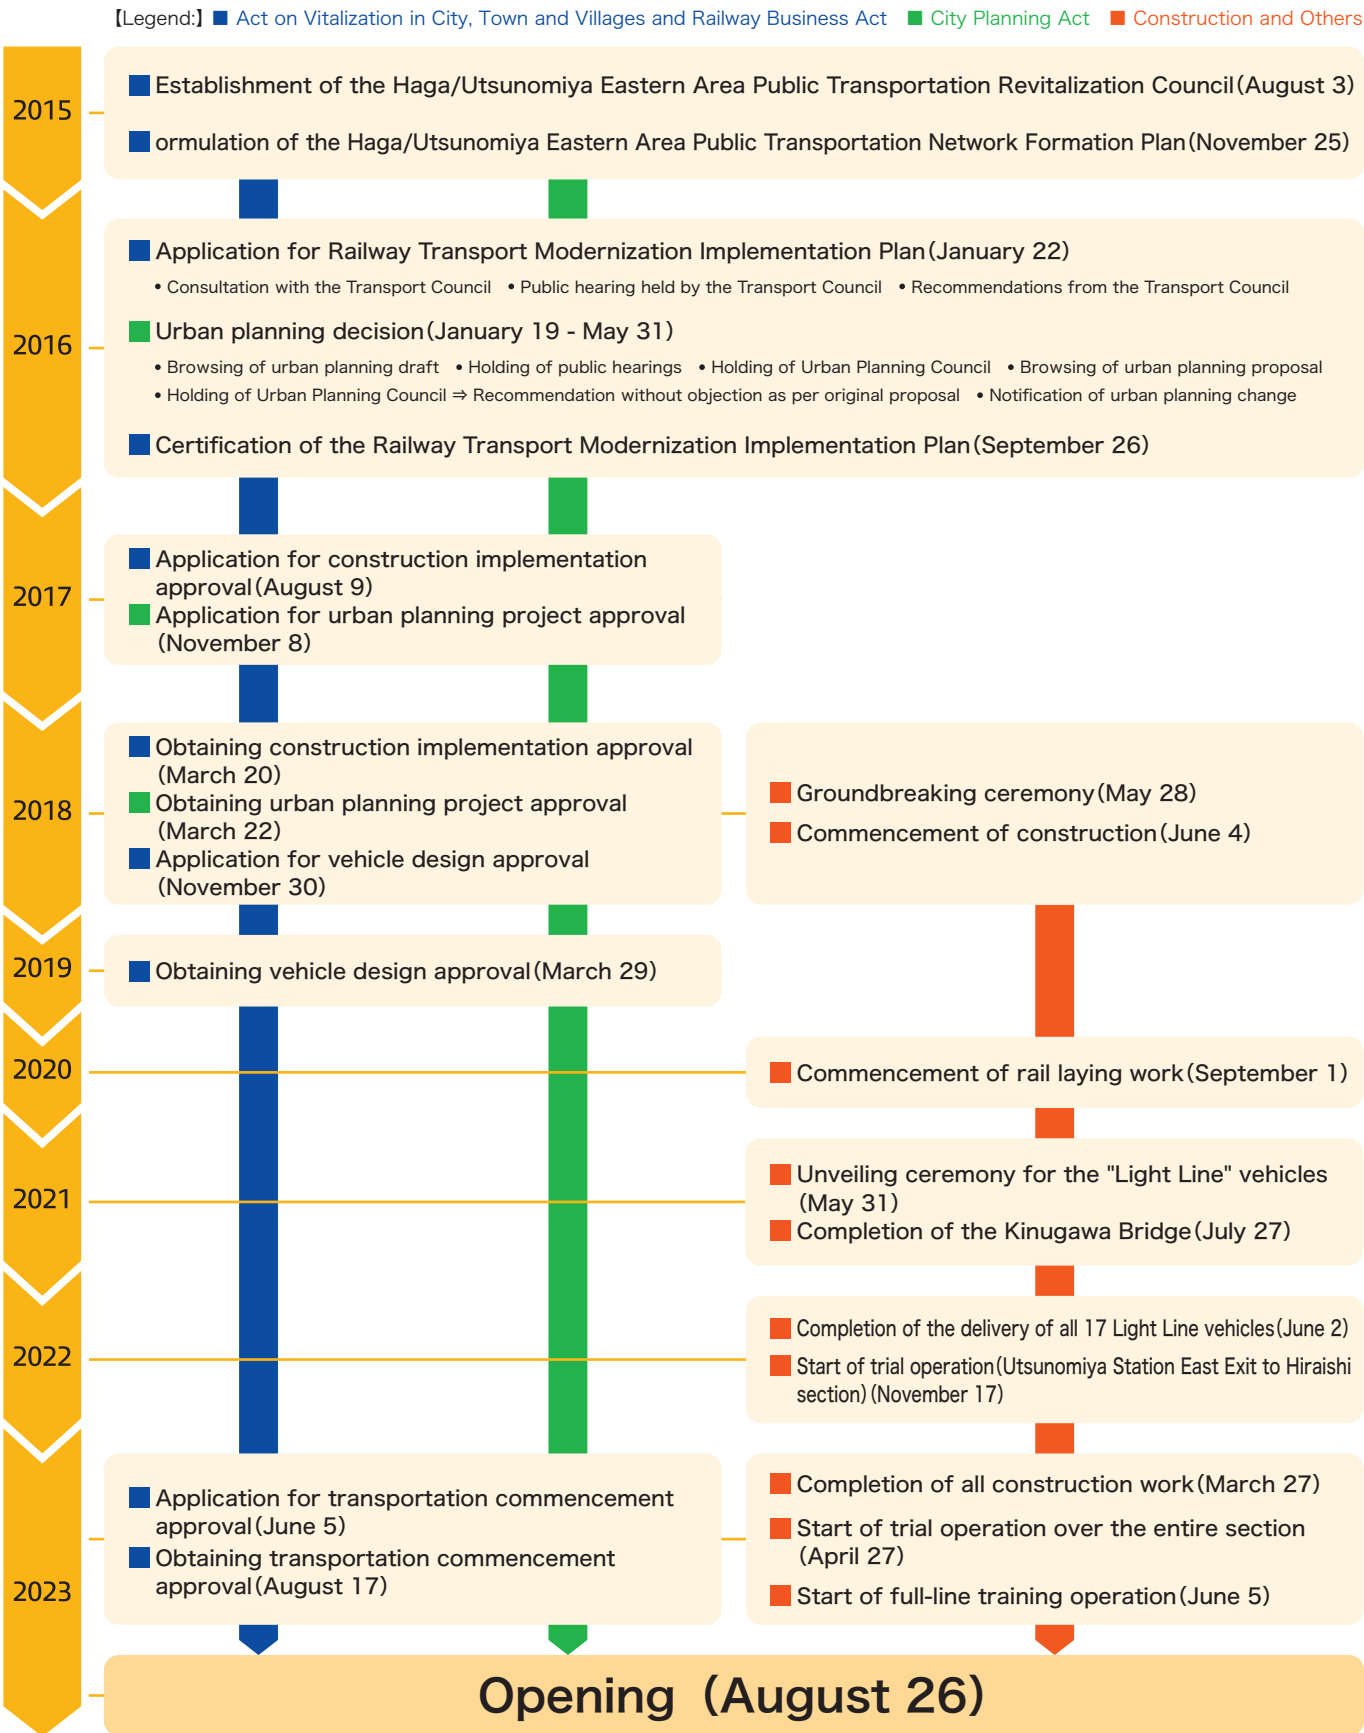 【Legend:】 ■ Act on Vitalization in City, Town and Villages and Railway Business Act ■ City Planning Act ■ Construction and Others
2015
■ Establishment of the Haga/Utsunomiya Eastern Area Public Transportation Revitalization Council(August 3)
■ ormulation of the Haga/Utsunomiya Eastern Area Public Transportation Network Formation Plan(November 25)
2016
■ Application for Railway Transport Modernization Implementation Plan(January 22)
• Consultation with the Transport Council • Public hearing held by the Transport Council • Recommendations from the Transport Council
■ Urban planning decision(January 19 - May 31)
• Browsing of urban planning draft • Holding of public hearings • Holding of Urban Planning Council • Browsing of urban planning proposal
• Holding of Urban Planning Council ⇒ Recommendation without objection as per original proposal • Notification of urban planning change
■ Certification of the Railway Transport Modernization Implementation Plan(September 26)
2017
■ Application for construction implementation
approval(August 9)
■ Application for urban planning project approval
(November 8)
2018
■ Obtaining construction implementation approval
(March 20)
■ Obtaining urban planning project approval
(March 22)
■ Application for vehicle design approval
(November 30)
■ Groundbreaking ceremony(May 28)
■ Commencement of construction(June 4)
2019
■ Obtaining vehicle design approval(March 29)
2020
■ Commencement of rail laying work(September 1)
2021
■ Unveiling ceremony for the "Light Line" vehicles
(May 31)
■ Completion of the Kinugawa Bridge(July 27)
2022
■ Completion of the delivery of all 17 Light Line vehicles(June 2)
■ Start of trial operation(Utsunomiya Station East Exit to Hiraishi
section)(November 17)
2023
■ Application for transportation commencement
approval(June 5)
■ Obtaining transportation commencement
approval(August 17)
■ Completion of all construction work(March 27)
■ Start of trial operation over the entire section
(April 27)
■ Start of full-line training operation(June 5)
Opening (August 26)